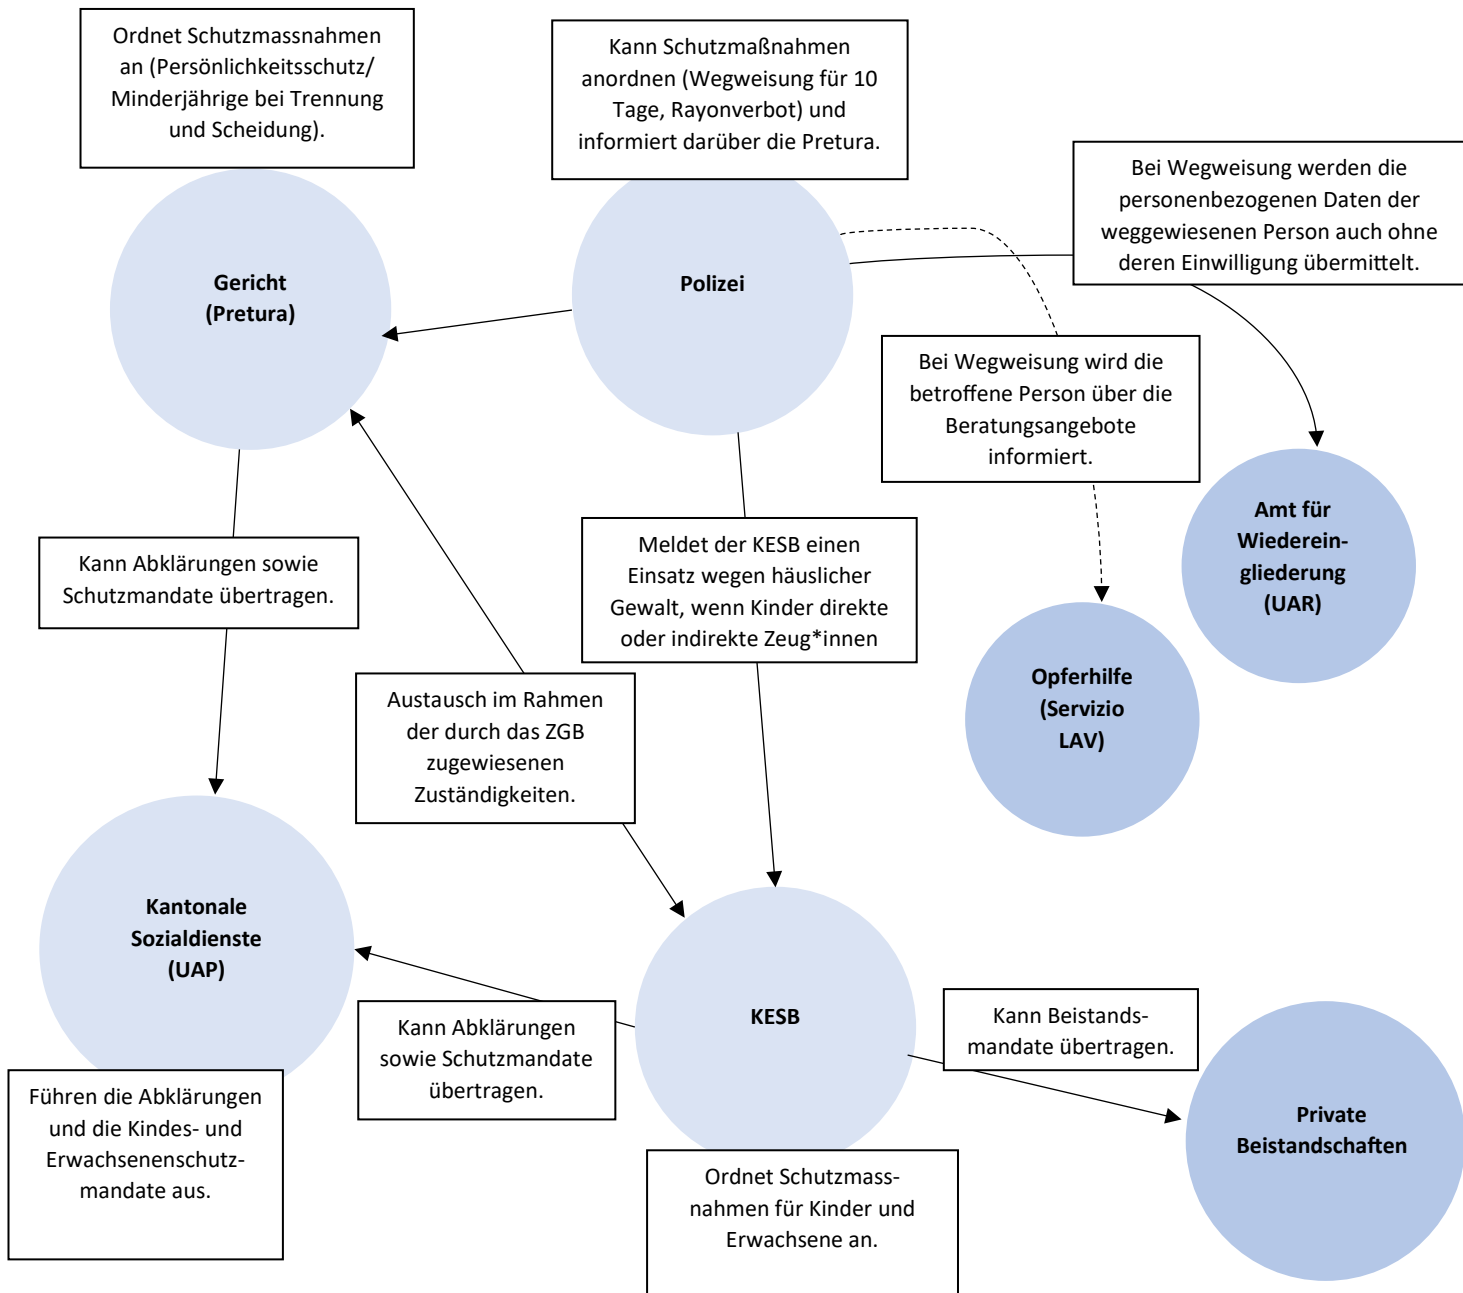 Ordnet Schutzmassnahmen
an (Persönlichkeitsschutz/
Minderjährige bei Trennung
und Scheidung).
Kann Schutzmaßnahmen
anordnen (Wegweisung für 10
Tage, Rayonverbot) und
informiert darüber die Pretura.
Bei Wegweisung werden die
personenbezogenen Daten der
weggewiesenen Person auch ohne
deren Einwilligung übermittelt.
Gericht
(Pretura)
Polizei
Bei Wegweisung wird die
betroffene Person über die
Beratungsangebote
informiert.
Amt für
Wiederein-
gliederung
(UAR)
Kann Abklärungen sowie
Schutzmandate übertragen.
Meldet der KESB einen
Einsatz wegen häuslicher
Gewalt, wenn Kinder direkte
oder indirekte Zeug*innen
Opferhilfe
(Servizio
LAV)
Austausch im Rahmen
der durch das ZGB
zugewiesenen
Zuständigkeiten.
Kantonale
Sozialdienste
(UAP)
Kann Abklärungen
sowie Schutzmandate
übertragen.
KESB
Kann Beistands-
mandate übertragen.
Führen die Abklärungen
und die Kindes- und
Erwachsenenschutz-
mandate aus.
Private
Beistandschaften
Ordnet Schutzmass-
nahmen für Kinder und
Erwachsene an.